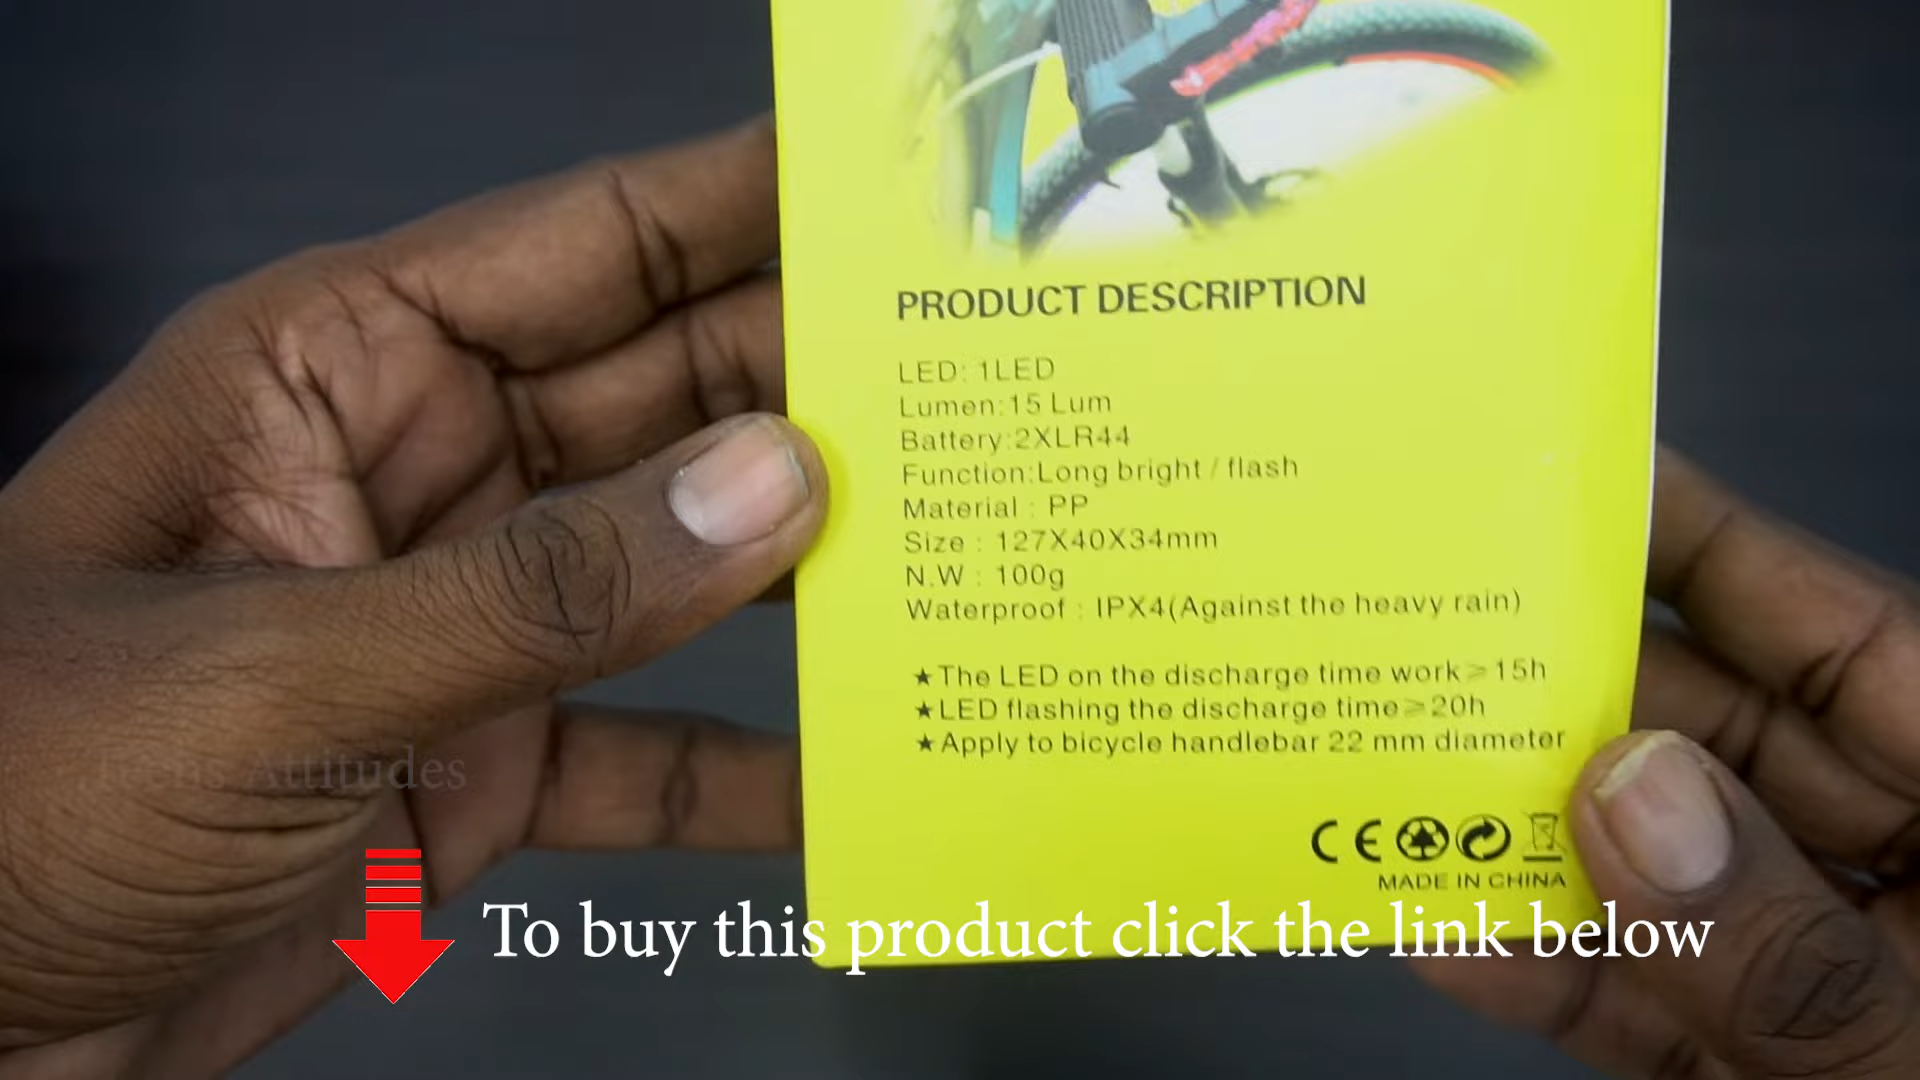 PRODUCT DESCRIPTION
LED: 1LED
Lumen:15 Lum
Battery:2XLR44
Function:Long bright / flash
Material : PP
Size : 127X40X34mm
N.W : 100g
Waterproof : IPX4(Against the heavy rain)
★The LED on the discharge time work≥15h
★LED flashing the discharge time≥20h
★Apply to bicycle handlebar 22 mm diameter
Teens Attitudes
CE
MADE IN CHINA
To buy this product click the link below